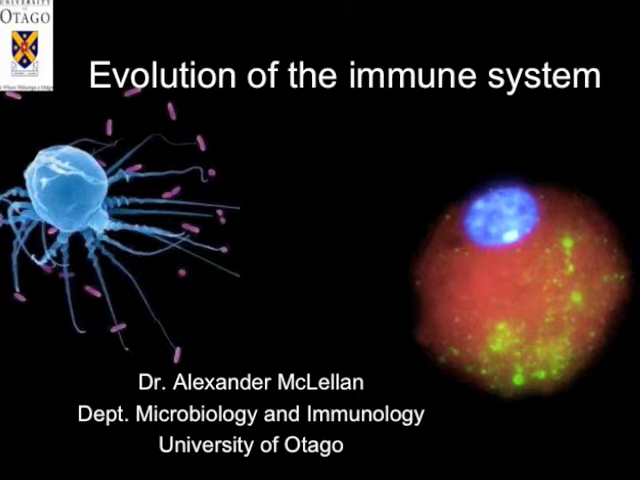 UNIVERSITY
of
OTAGO
Evolution of the immune system
Dr. Alexander McLellan
Dept. Microbiology and Immunology
University of Otago